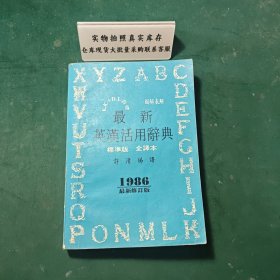 实物拍照真实库存
仓库现货大批量采购联系客服
XYZABC
最新
英漢活用辭典
標準版 全譯本
1986
最新修訂版
WVUTSRQ
DEFGHIJ
PONMLK